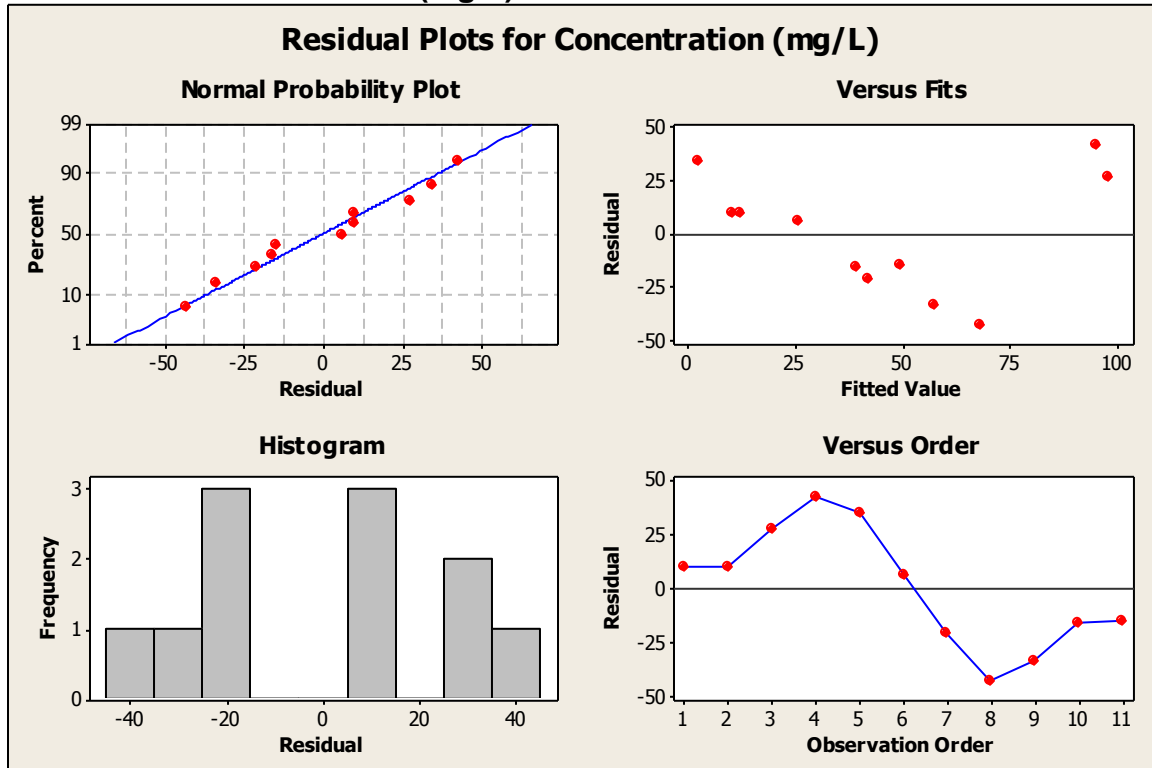 Residual Plots for Concentration (mg/L)
Normal Probability Plot
99
90
50
10
1
Percent
-50 -25 0 25 50
Residual
Versus Fits
50
25
0
-25
-50
Residual
0 25 50 75 100
Fitted Value
Histogram
3
2
1
0
Frequency
-40 -20 0 20 40
Residual
Versus Order
50
25
0
-25
-50
Residual
1 2 3 4 5 6 7 8 9 10 11
Observation Order